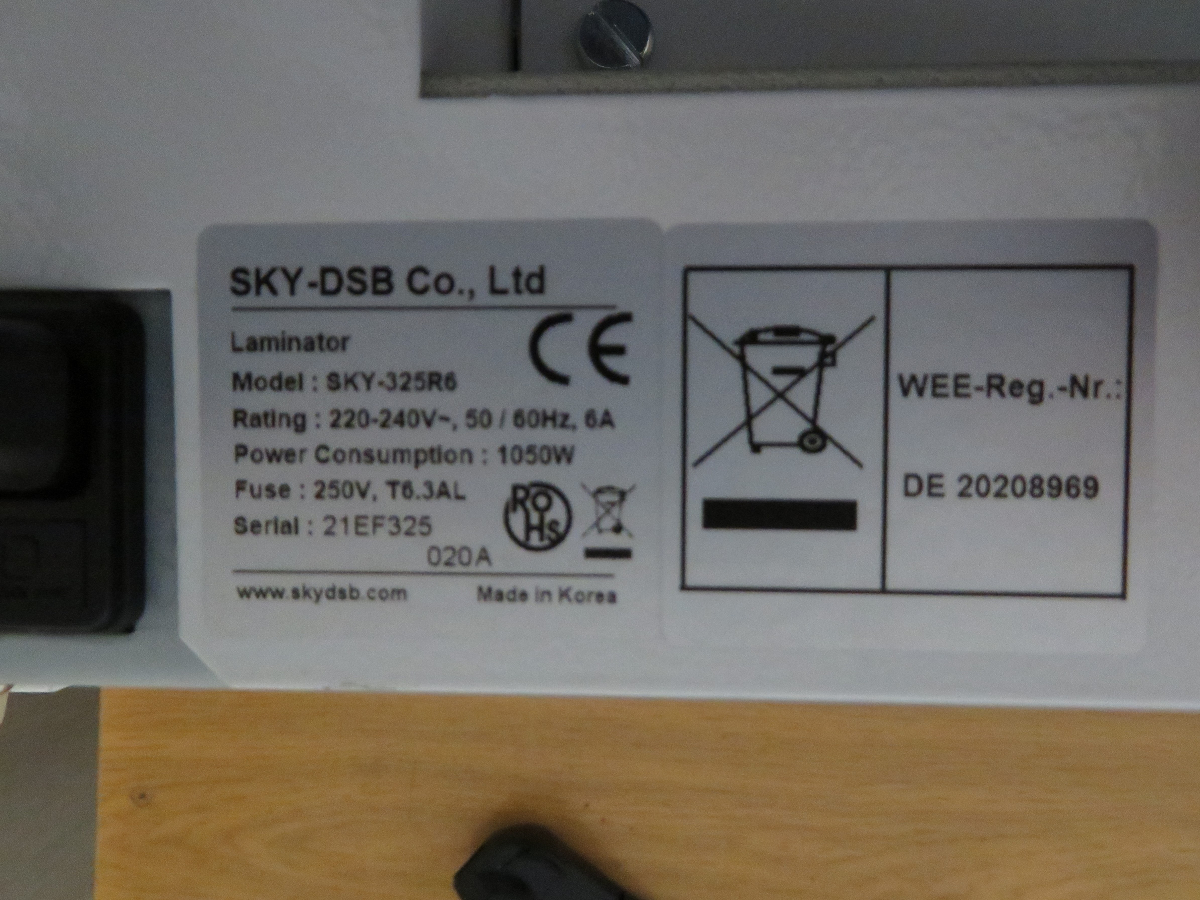 SKY-DSB Co., Ltd
Laminator
CE
Model : SKY-325R6
Rating : 220-240V~, 50 / 60Hz, 6A
Power Consumption : 1050W
Fuse : 250V, T6.3AL
RoHS
Serial : 21EF325
020A
www.skydsb.com Made in Korea
WEE-Reg.-Nr.:
DE 20208969